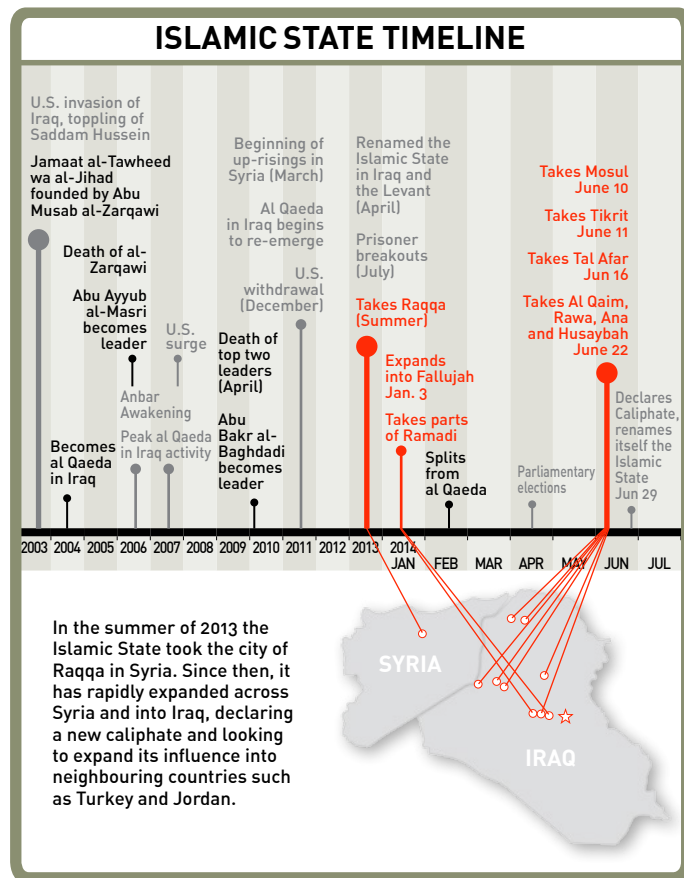 ISLAMIC STATE TIMELINE
U.S. invasion of
Iraq, toppling of
Saddam Hussein
Jamaat al-Tawheed
wa al-Jihad
founded by Abu
Musab al-Zarqawi
Becomes
al Qaeda
in Iraq
Death of al-
Zarqawi
Abu Ayyub
al-Masri
becomes
leader
Anbar
Awakening
Peak al Qaeda
in Iraq activity
U.S.
surge
Death of
top two
leaders
(April)
Abu
Bakr al-
Baghdadi
becomes
leader
Beginning of
up-risings in
Syria (March)
Al Qaeda
in Iraq begins
to re-emerge
U.S.
withdrawal
(December)
Renamed the
Islamic State
in Iraq and
the Levant
(April)
Prisoner
breakouts
(July)
Takes Raqqa
(Summer)
Expands
into Fallujah
Jan. 3
Takes parts
of Ramadi
Splits
from
al Qaeda
Parliamentary
elections
Takes Mosul
June 10
Takes Tikrit
June 11
Takes Tal Afar
Jun 16
Takes Al Qaim,
Rawa, Ana
and Husaybah
June 22
Declares
Caliphate,
renames
itself the
Islamic
State
Jun 29
2003 2004 2005 2006 2007 2008 2009 2010 2011 2012 2013 2014
JAN FEB MAR APR MAY JUN JUL
In the summer of 2013 the
Islamic State took the city of
Raqqa in Syria. Since then, it
has rapidly expanded across
Syria and into Iraq, declaring
a new caliphate and looking
to expand its influence into
neighbouring countries such
as Turkey and Jordan.
SYRIA
IRAQ